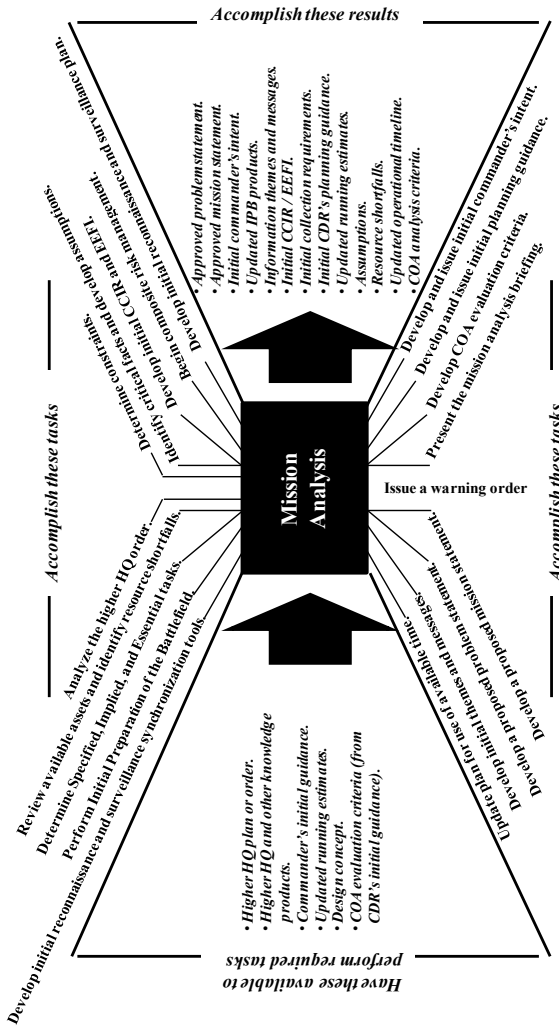 Accomplish these tasks
Analyze the higher HQ order.
Review available assets and identify resource shortfalls.
Determine Specified, Implied, and Essential tasks.
Perform Initial Preparation of the Battlefield.
Develop initial reconnaissance and surveillance synchronization tools.
Determine constraints.
Identify critical facts and develop assumptions.
Develop initial CCIR and EEFI.
Begin composite risk management.
Develop initial reconnaissance and surveillance plan.
Have these available to
perform required tasks
• Higher HQ plan or order.
• Higher HQ and other knowledge
products.
• Commander's initial guidance.
• Updated running estimates.
• Design concept.
• COA evaluation criteria (from
CDR's initial guidance).
Mission
Analysis
• Approved problem statement.
• Approved mission statement.
• Initial commander's intent.
• Updated IPB products.
• Information themes and messages.
• Initial CCIR / EEFI.
• Initial collection requirements.
• Initial CDR's planning guidance.
• Updated running estimates.
• Assumptions.
• Resource shortfalls.
• Updated operational timeline.
• COA analysis criteria.
Accomplish these results
Update plan for use of available time.
Develop initial themes and messages.
Develop a proposed problem statement.
Develop a proposed mission statement
Issue a warning order
Present the mission analysis briefing.
Develop COA evaluation criteria.
Develop and issue initial planning guidance.
Develop and issue initial commander's intent.
Accomplish these tasks